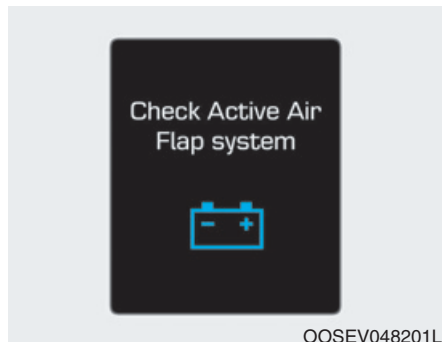 Check Active Air
Flap system
- +
OOSEV048201L